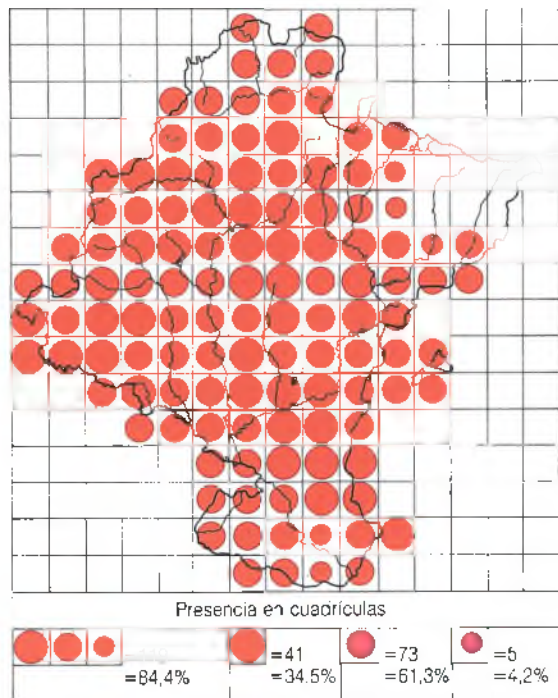 Presencia en cuadrículas
=41 =73 =5
=84,4% =34.5% =61,3% =4,2%